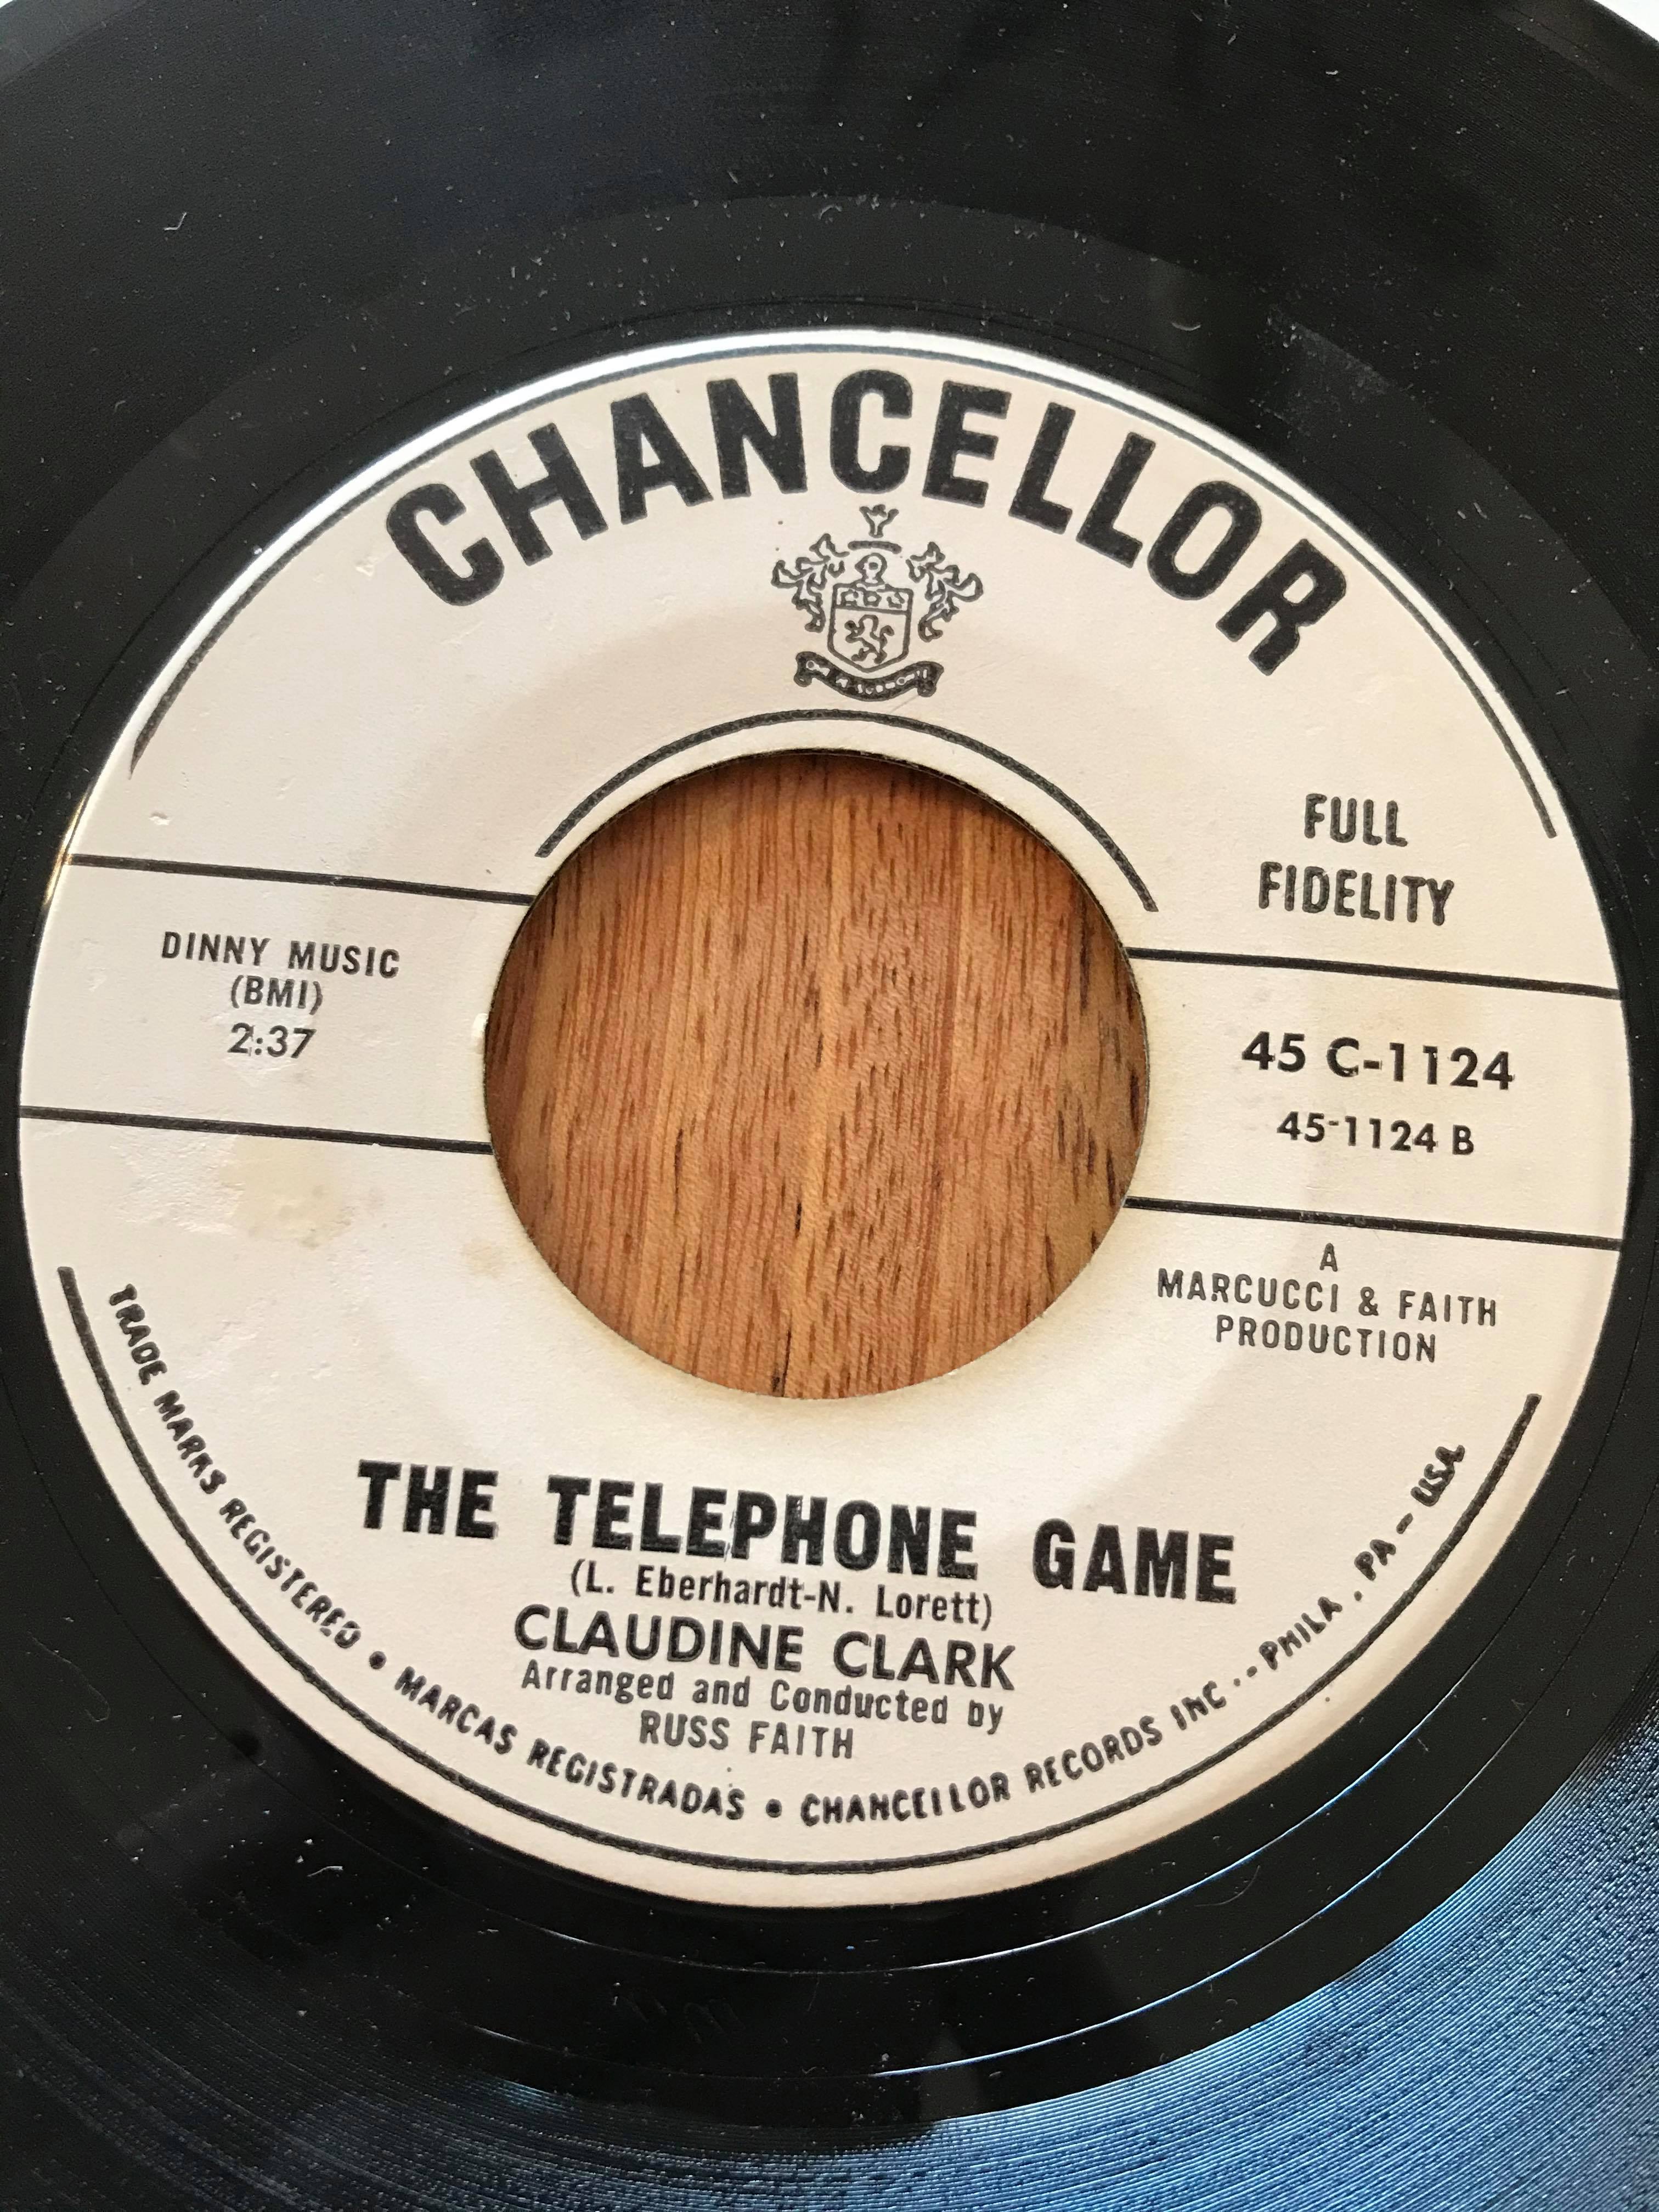 CHANCELLOR
FULL
FIDELITY
DINNY MUSIC
(BMI)
2:37
45 C-1124
45-1124 B
A
MARCUCCI & FAITH
PRODUCTION
THE TELEPHONE GAME
(L. Eberhardt-N. Lorett)
CLAUDINE CLARK
Arranged and Conducted by
RUSS FAITH
TRADE MARKS REGISTERED • MARCAS REGISTRADAS • CHANCELLOR RECORDS INC. - PHILA. PA - USA